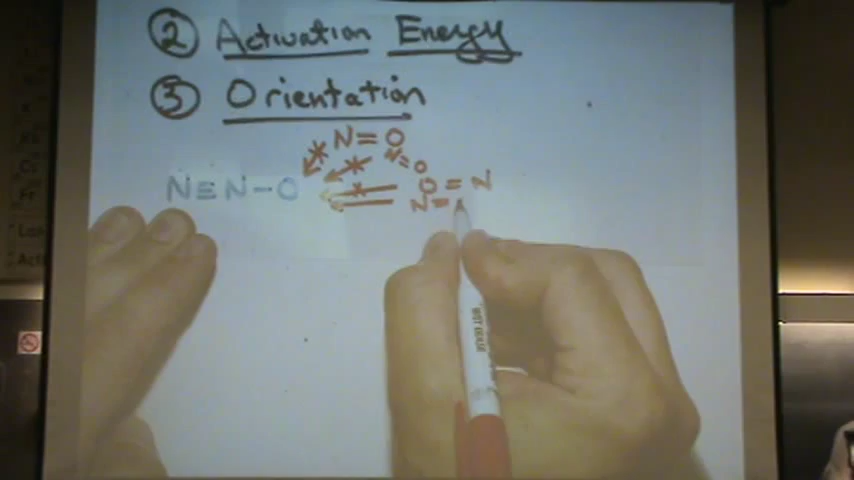 ② Activation Energy
③ Orientation
N=O
N=O
N≡N-O
O=N
N=